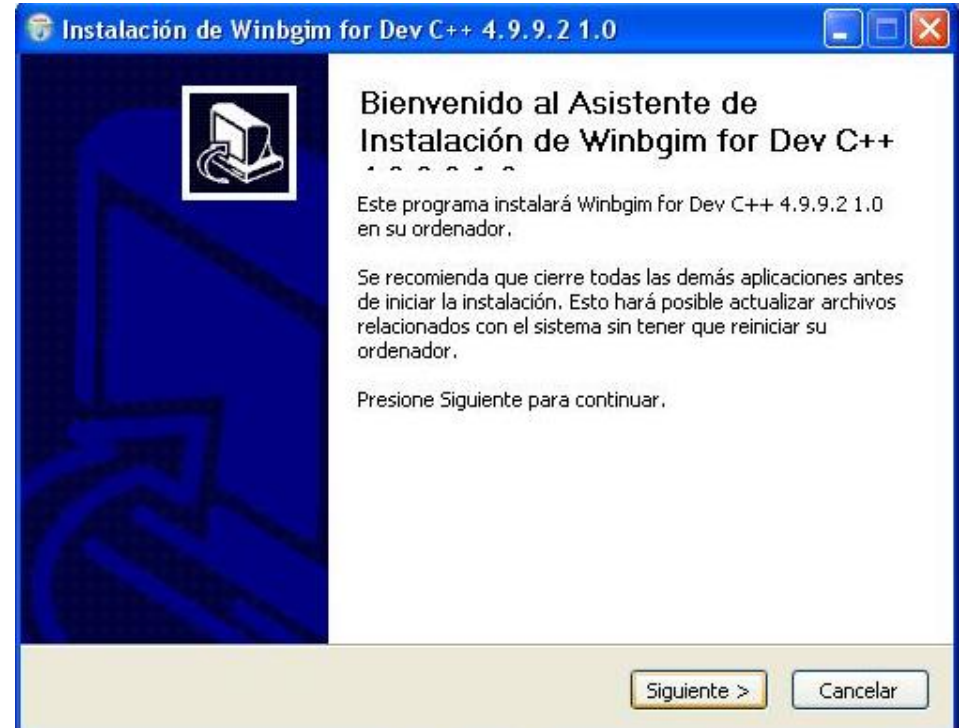 Instalación de Winbgim for Dev C++ 4.9.9.2 1.0
Bienvenido al Asistente de
Instalación de Winbgim for Dev C++
Este programa instalará Winbgim for Dev C++ 4.9.9.2 1.0
en su ordenador.
Se recomienda que cierre todas las demás aplicaciones antes
de iniciar la instalación. Esto hará posible actualizar archivos
relacionados con el sistema sin tener que reiniciar su
ordenador.
Presione Siguiente para continuar.
Siguiente >
Cancelar